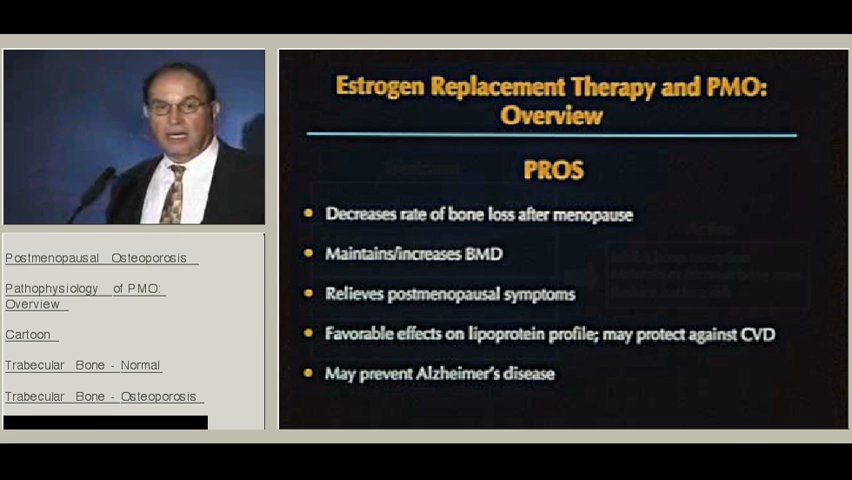 Estrogen Replacement Therapy and PMO:
Overview
PROS
Decreases rate of bone loss after menopause
Maintains/increases BMD
Relieves postmenopausal symptoms
Favorable effects on lipoprotein profile; may protect against CVD
May prevent Alzheimer's disease
Postmenopausal Osteoporosis
Pathophysiology of PMO:
Overview
Cartoon
Trabecular Bone - Normal
Trabecular Bone - Osteoporosis